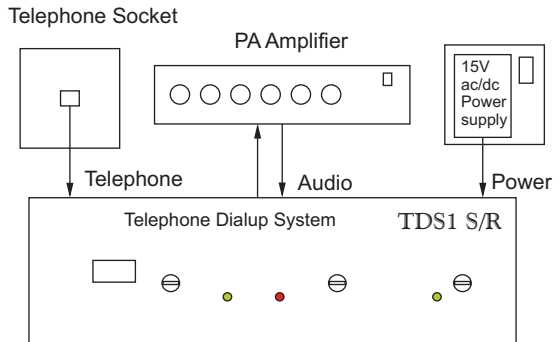 Telephone Socket
PA Amplifier
15V
ac/dc
Power
supply
Telephone
Audio
Power
Telephone Dialup System
TDS1 S/R